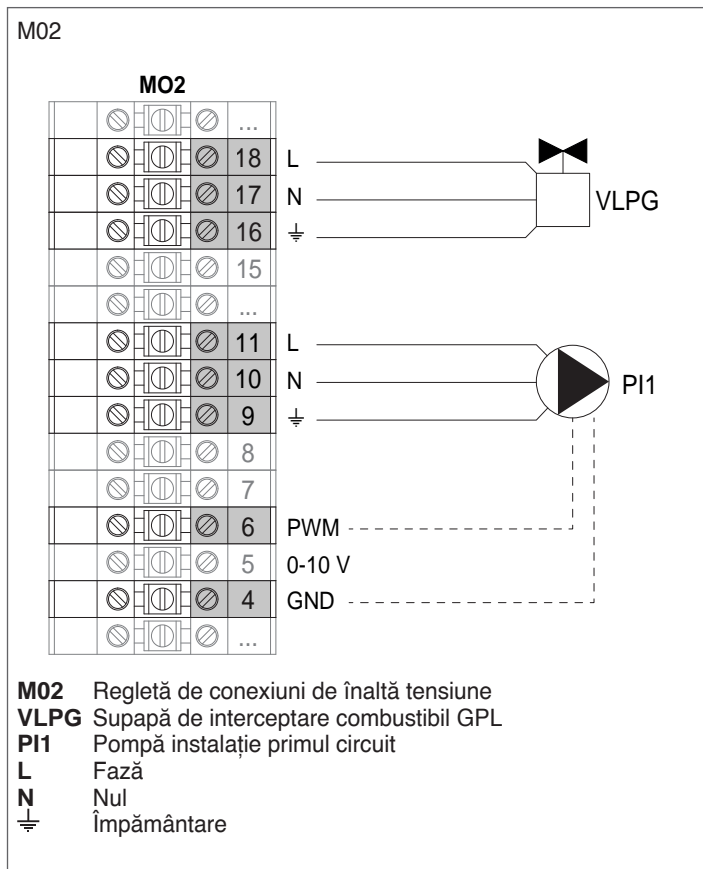 M02
MO2
...
18 L
17 N VLPG
16
15
...
11 L
10 N PI1
9
8
7
6 PWM
5 0-10 V
4 GND
...
M02 Regletă de conexiuni de înaltă tensiune
VLPG Supapă de interceptare combustibil GPL
PI1 Pompă instalație primul circuit
L Fază
N Nul
⏚ Împământare